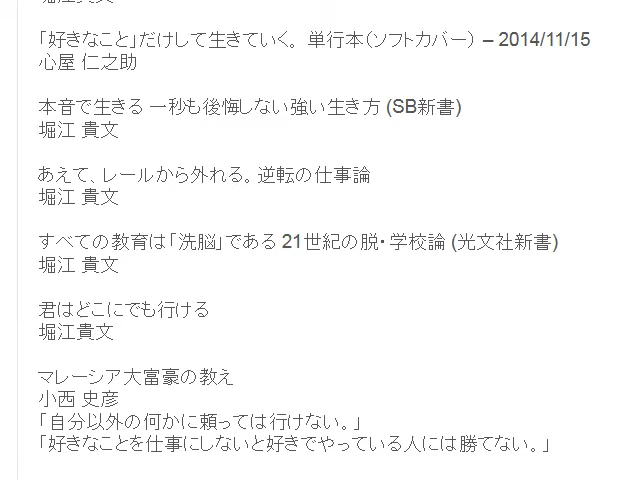 「好きなこと」だけして生きていく。 単行本(ソフトカバー) – 2014/11/15
心屋 仁之助
本音で生きる 一秒も後悔しない強い生き方 (SB新書)
堀江 貴文
あえて、レールから外れる。逆転の仕事論
堀江 貴文
すべての教育は「洗脳」である 21世紀の脱・学校論 (光文社新書)
堀江 貴文
君はどこにでも行ける
堀江貴文
マレーシア大富豪の教え
小西 史彦
「自分以外の何かに頼っては行けない。」
「好きなことを仕事にしないと好きでやっている人には勝てない。」